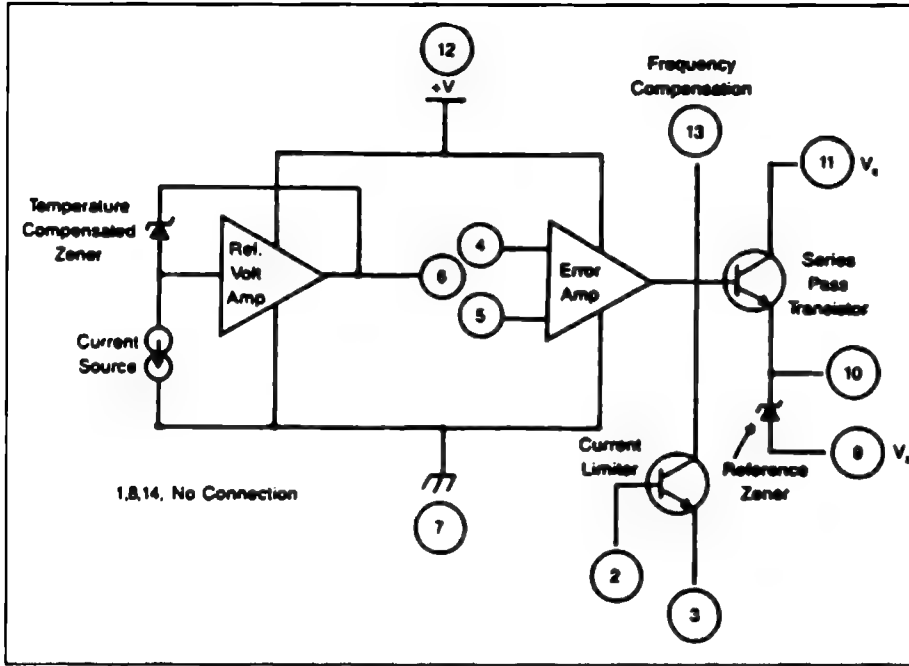 12
+V
Frequency
Compensation
13
11 Vc
Temperature
Compensated
Zener
Ref.
Volt
Amp
6
4
5
Error
Amp
Series
Pass
Transistor
Current
Source
10
9
Current
Limiter
Reference
Zener
1,8,14, No Connection
7
2
3